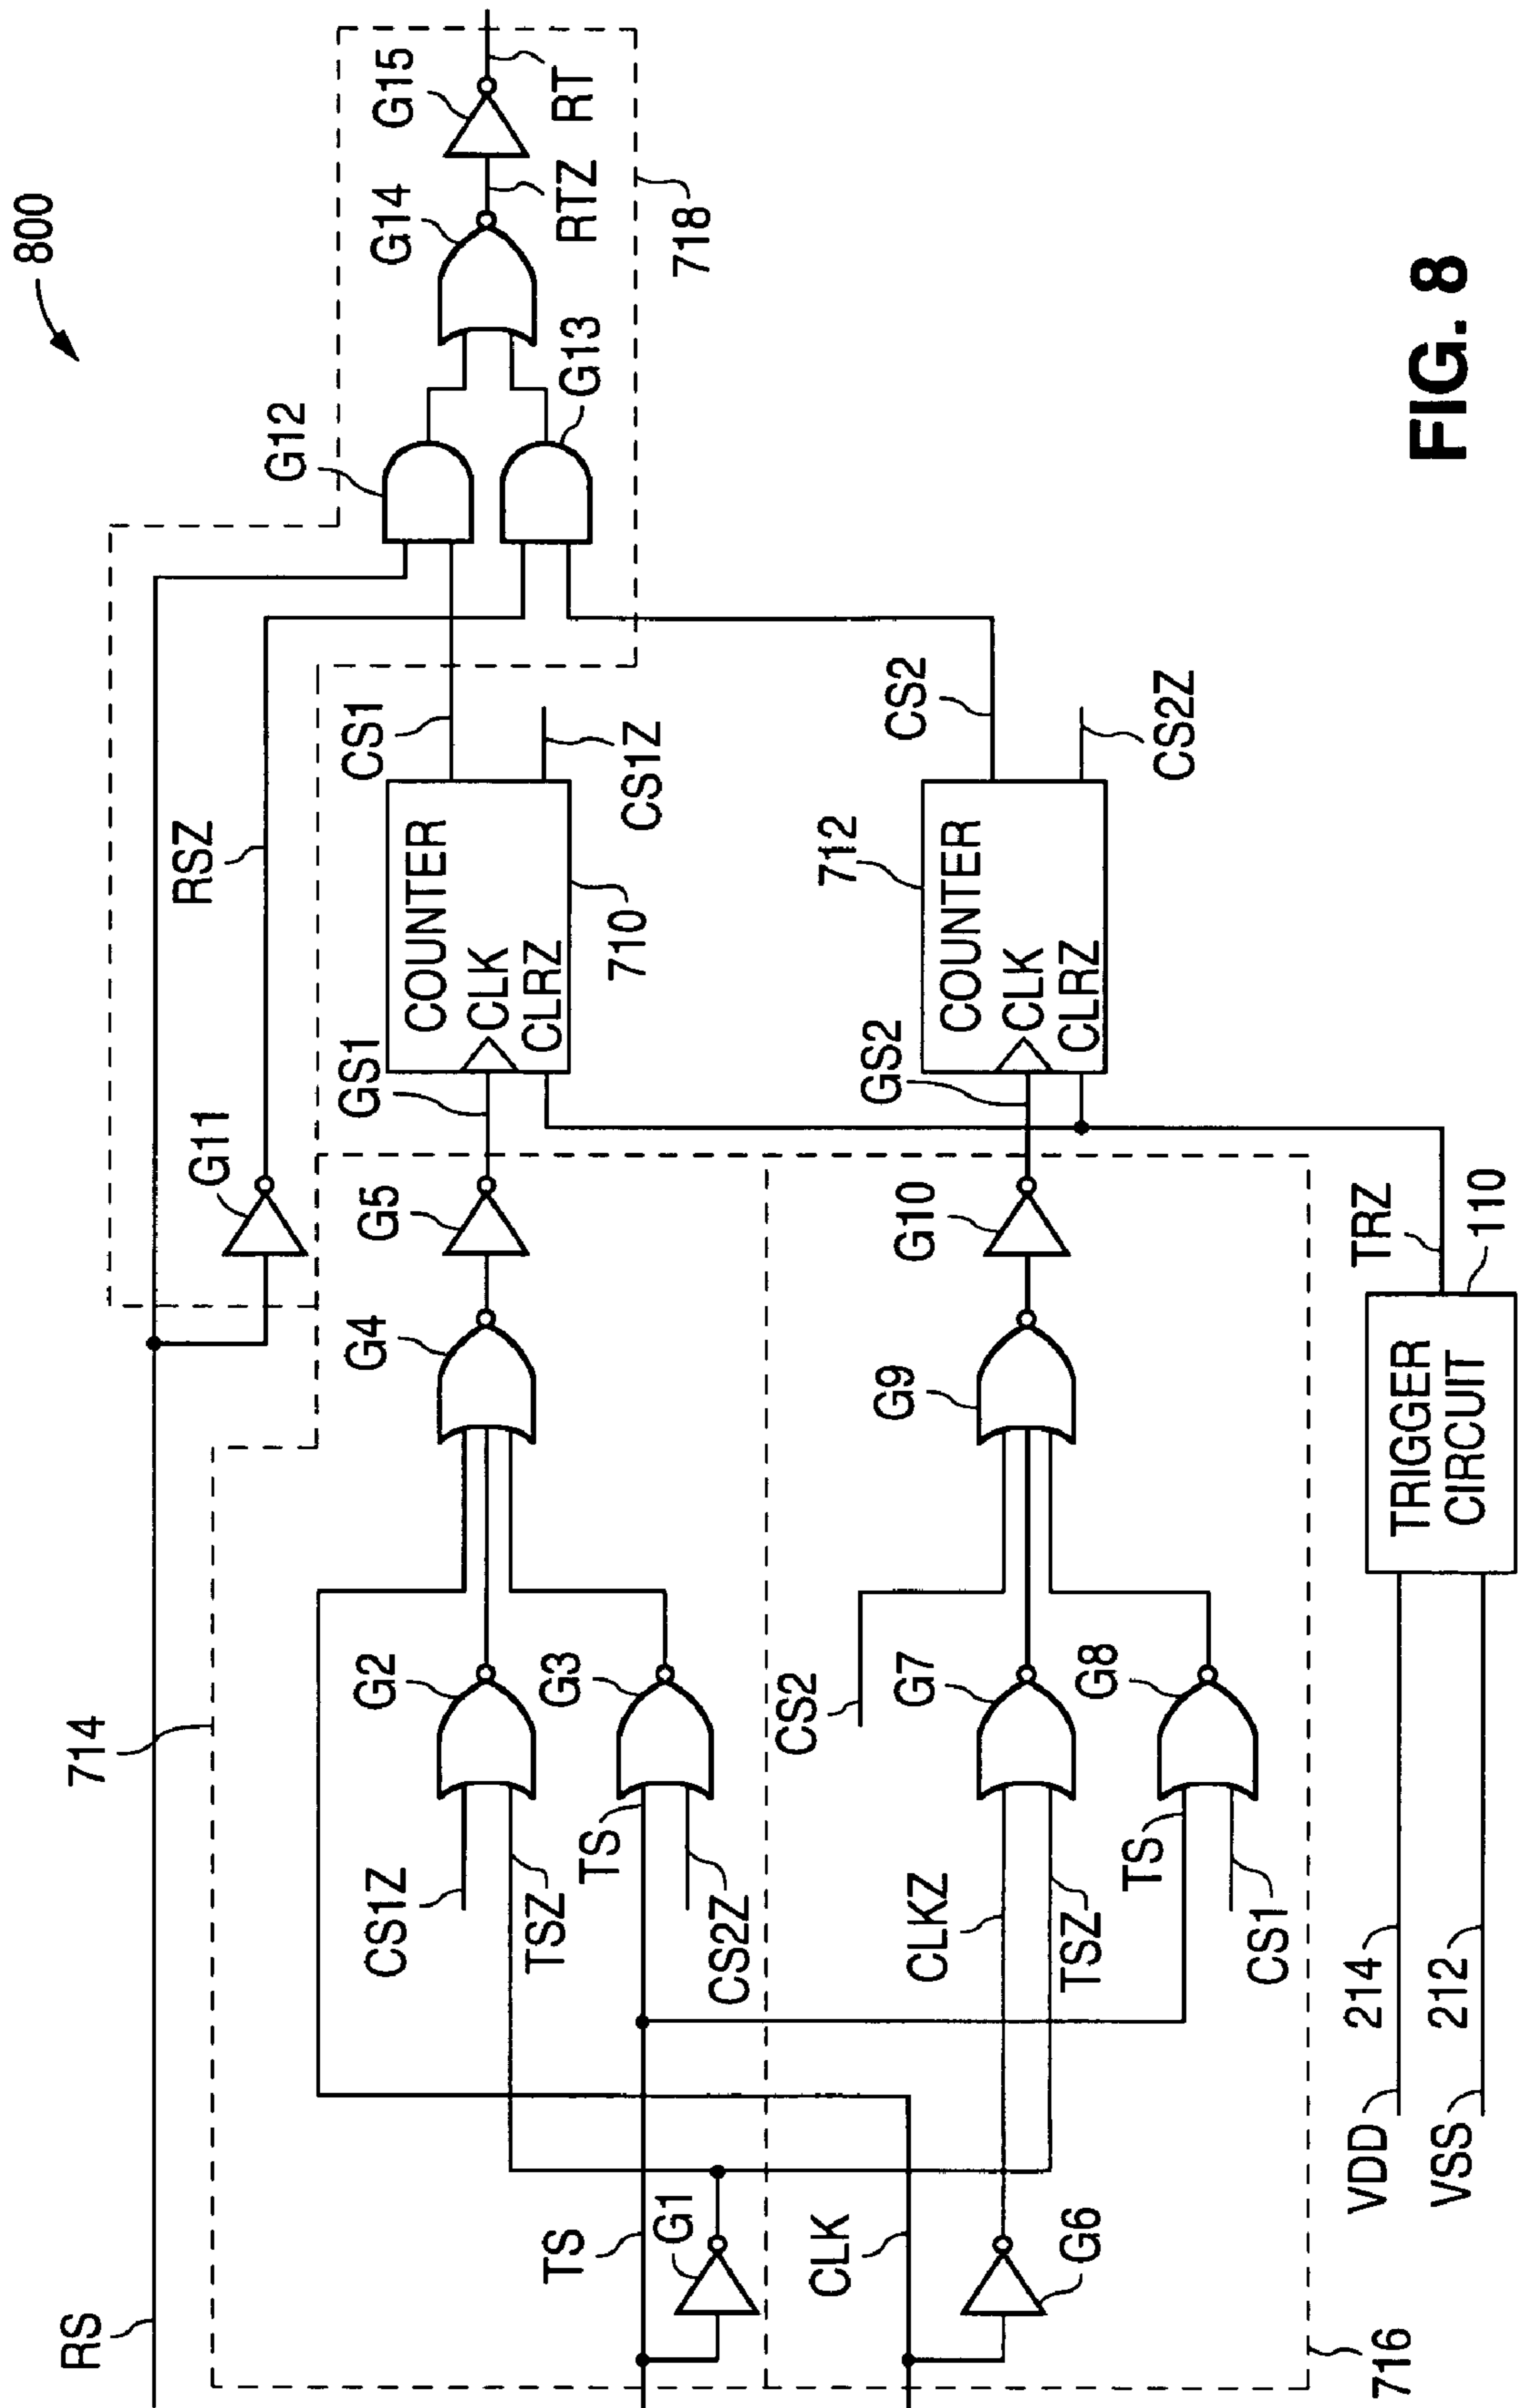 800
RS
714
G11
RSZ
G12
G14
G15
G2
CS1Z
TSZ
G4
G5
GS1
COUNTER
CLK
CLRZ
710
CS1
CS1Z
G13
RTZ
RT
718
TS
G1
TS
CS2Z
G3
CLK
G6
CLKZ
TSZ
CS2
G7
G8
TS
CS1
G9
G10
GS2
COUNTER
CLK
CLRZ
712
CS2
CS2Z
716
VDD
214
VSS
212
TRIGGER
CIRCUIT
TRZ
110
FIG. 8